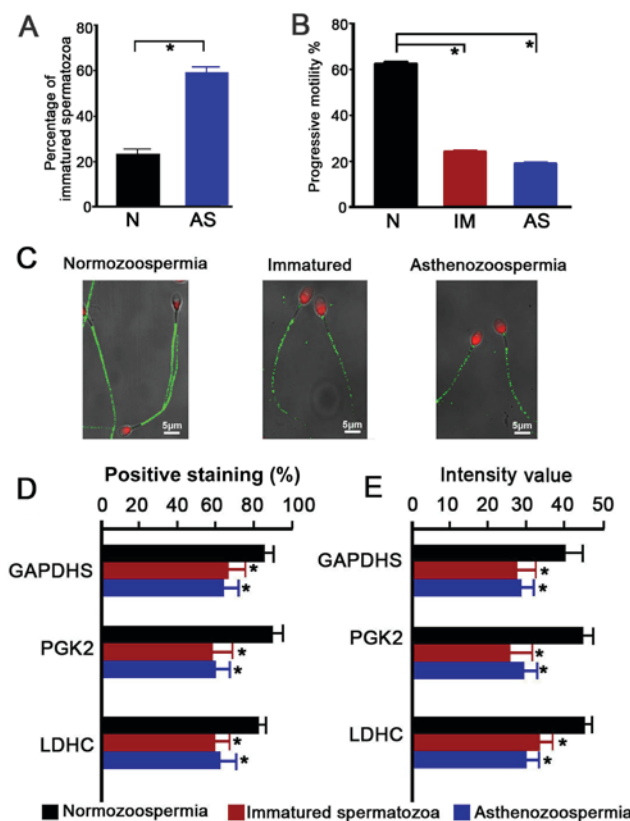 A
Percentage of
immatured spermatozoa
80
60
40
20
0
*
N AS
B
Progressive motility %
80
60
40
20
0
*
*
N IM AS
C
Normozoospermia Immatured Asthenozoospermia
5μm 5μm 5μm
D
Positive staining (%)
0 20 40 60 80 100
GAPDHS
*
*
PGK2
*
*
LDHC
*
*
E
Intensity value
0 10 20 30 40 50
GAPDHS
*
*
PGK2
*
*
LDHC
*
*
Normozoospermia Immatured spermatozoa Asthenozoospermia